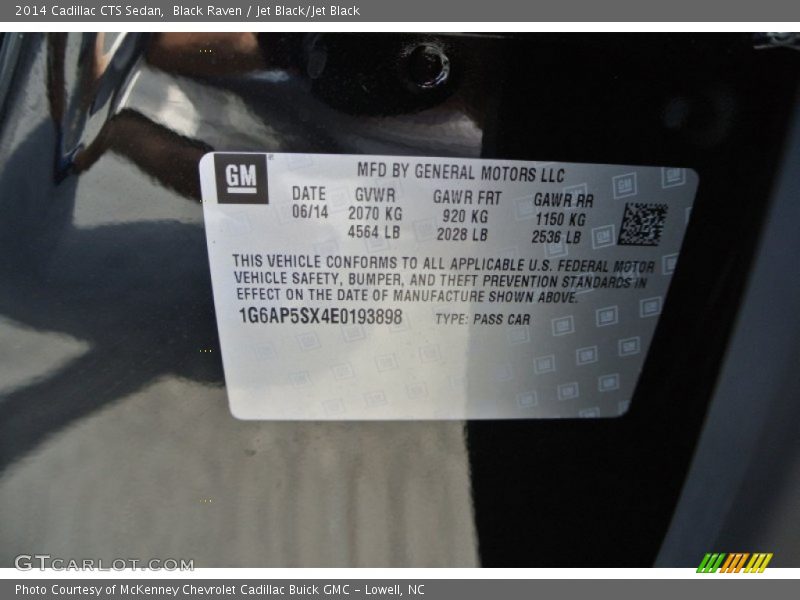 2014 Cadillac CTS Sedan, Black Raven / Jet Black/Jet Black
GM
MFD BY GENERAL MOTORS LLC
DATE GVWR GAWR FRT GAWR RR
06/14 2070 KG 920 KG 1150 KG
4564 LB 2028 LB 2536 LB
THIS VEHICLE CONFORMS TO ALL APPLICABLE U.S. FEDERAL MOTOR
VEHICLE SAFETY, BUMPER, AND THEFT PREVENTION STANDARDS IN
EFFECT ON THE DATE OF MANUFACTURE SHOWN ABOVE.
1G6AP5SX4E0193898 TYPE: PASS CAR
GTCARLOT.COM
Photo Courtesy of McKenney Chevrolet Cadillac Buick GMC – Lowell, NC